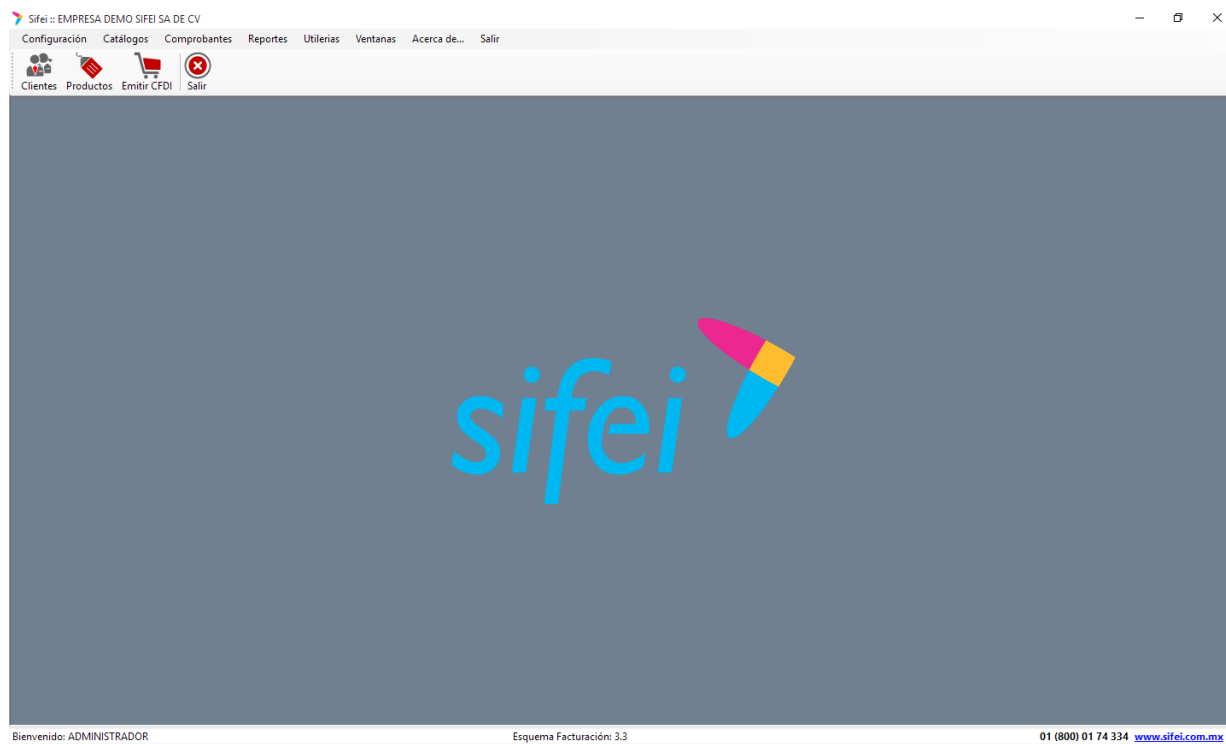 Sifei :: EMPRESA DEMO SIFEI SA DE CV
Configuración Catálogos Comprobantes Reportes Utilerias Ventanas Acerca de... Salir
Clientes Productos Emitir CFDI Salir
sifei
Bienvenido: ADMINISTRADOR Esquema Facturación: 3.3 01 (800) 01 74 334 www.sifei.com.mx